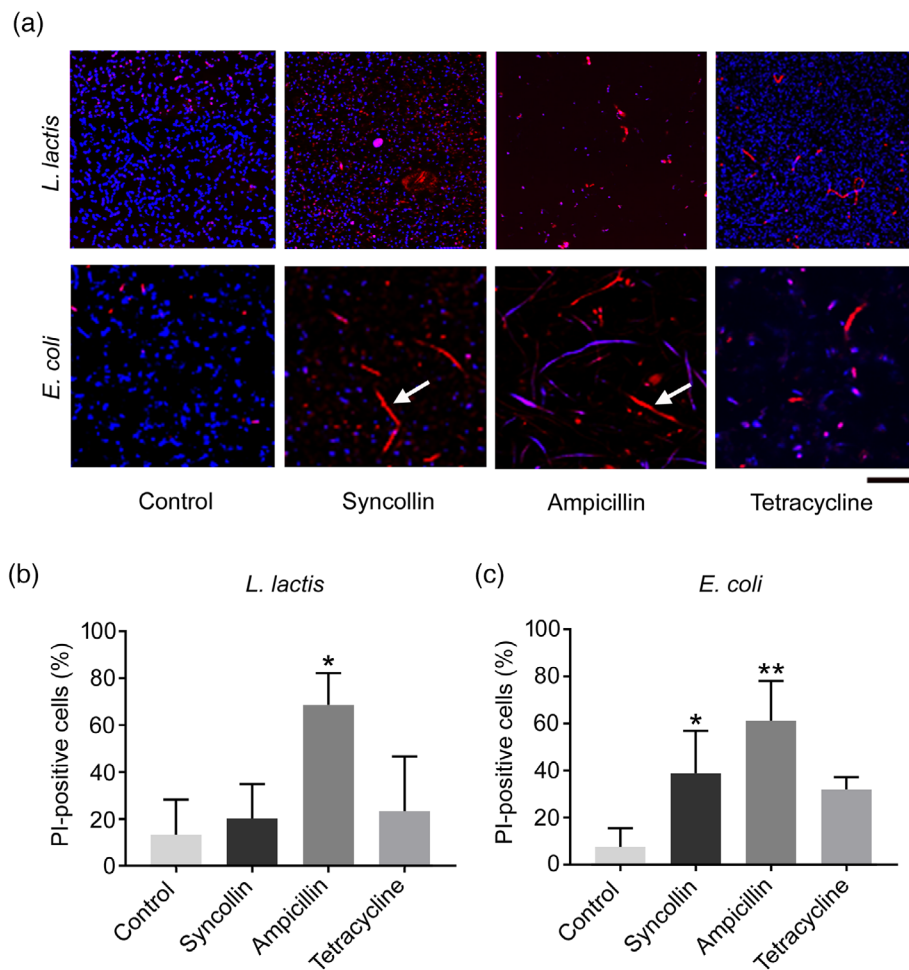 (a)
L. lactis
E. coli
Control Syncollin Ampicillin Tetracycline
(b)
L. lactis
PI-positive cells (%)
100
80
60
40
20
0
*
Control
Syncollin
Ampicillin
Tetracycline
(c)
E. coli
PI-positive cells (%)
100
80
60
40
20
0
*
**
Control
Syncollin
Ampicillin
Tetracycline